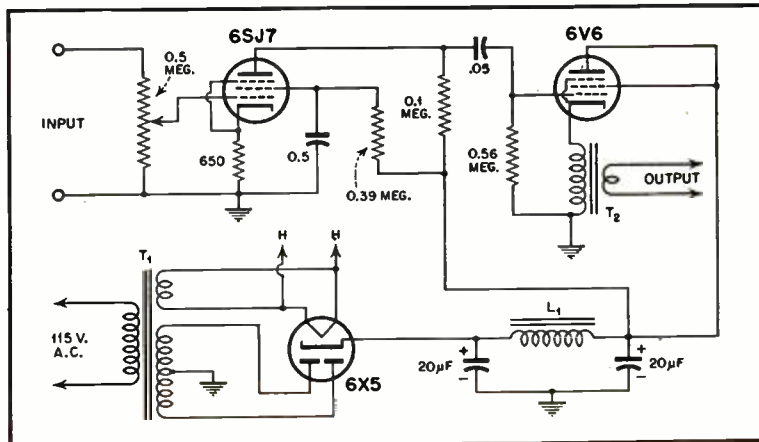 6SJ7
6V6
0.5
MEG.
.05
INPUT
0.1
MEG.
650
0.5
0.39 MEG.
0.56
MEG.
OUTPUT
T₂
H
H
T₁
L₁
115 V.
A.C.
6X5
20µF
+
−
+
−
20µF